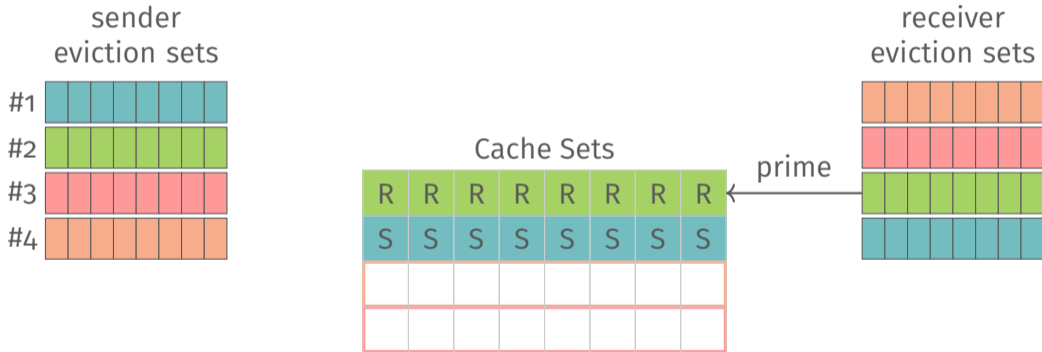 sender
eviction sets
receiver
eviction sets
#1
#2
#3
#4
Cache Sets
prime
R R R R R R R R
S S S S S S S S